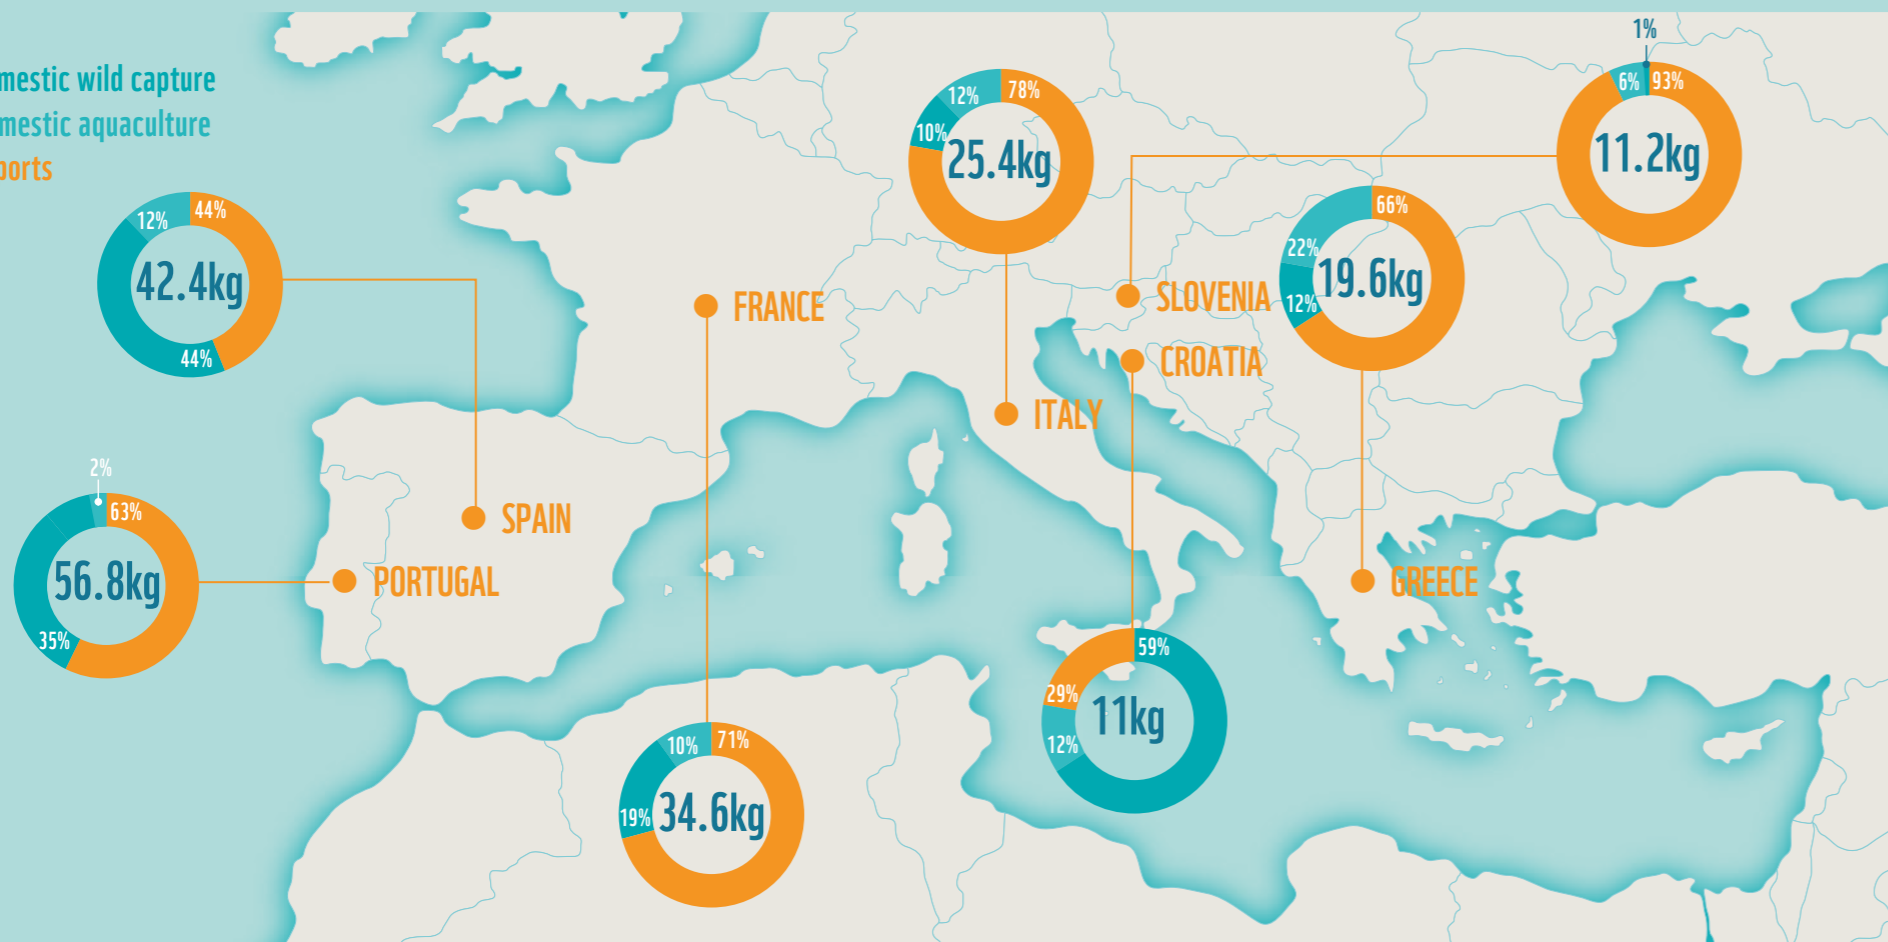 mestic wild capture
mestic aquaculture
ports
1%
6% 93%
11.2kg
12% 78%
10%
25.4kg
44%
12%
42.4kg
44%
66%
22%
19.6kg
12%
FRANCE
SLOVENIA
CROATIA
ITALY
SPAIN
PORTUGAL
GREECE
2%
63%
56.8kg
35%
59%
29%
11kg
12%
10% 71%
19% 34.6kg